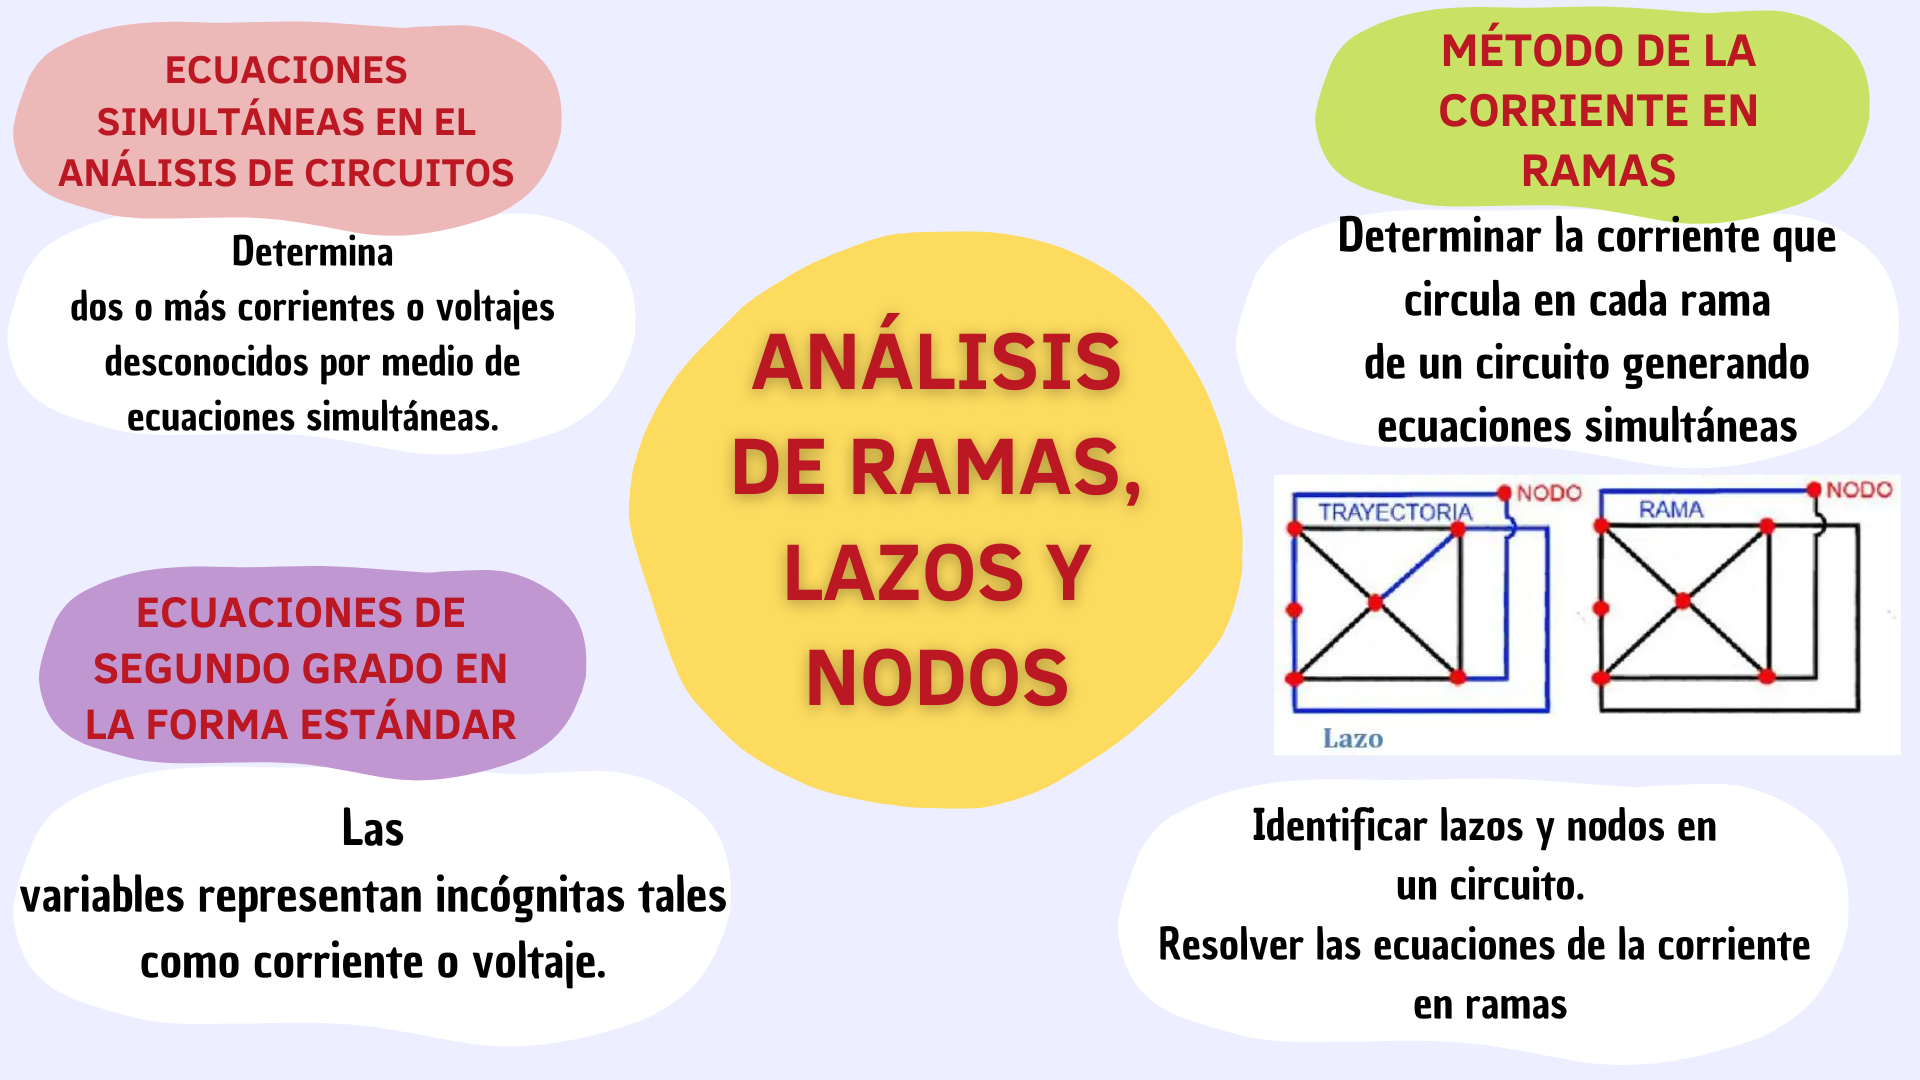 ECUACIONES
SIMULTÁNEAS EN EL
ANÁLISIS DE CIRCUITOS
Determina
dos o más corrientes o voltajes
desconocidos por medio de
ecuaciones simultáneas.
ECUACIONES DE
SEGUNDO GRADO EN
LA FORMA ESTÁNDAR
Las
variables representan incógnitas tales
como corriente o voltaje.
ANÁLISIS
DE RAMAS,
LAZOS Y
NODOS
MÉTODO DE LA
CORRIENTE EN
RAMAS
Determinar la corriente que
circula en cada rama
de un circuito generando
ecuaciones simultáneas
NODO
TRAYECTORIA
Lazo
NODO
RAMA
Identificar lazos y nodos en
un circuito.
Resolver las ecuaciones de la corriente
en ramas